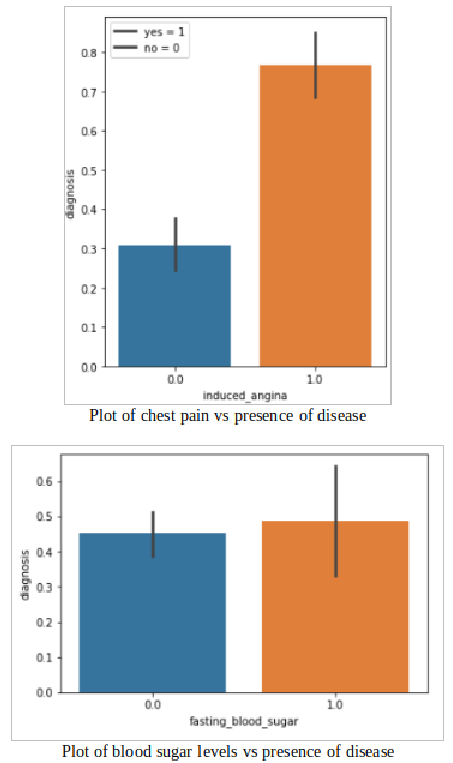 yes = 1
no = 0
0.8
0.7
0.6
0.5
0.4
0.3
0.2
0.1
0.0
diagnosis
0.0 1.0
induced_angina
Plot of chest pain vs presence of disease
0.6
0.5
0.4
0.3
0.2
0.1
0.0
diagnosis
0.0 1.0
fasting_blood_sugar
Plot of blood sugar levels vs presence of disease